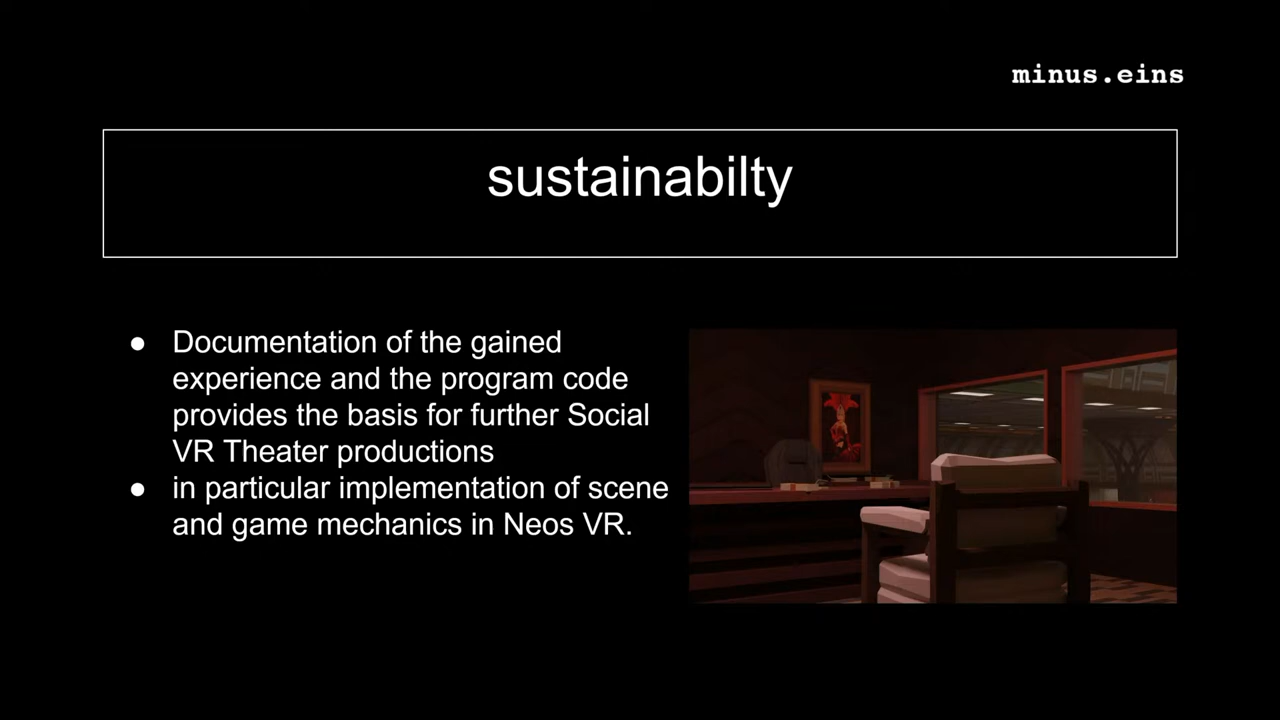 minus.eins
sustainabilty
● Documentation of the gained
experience and the program code
provides the basis for further Social
VR Theater productions
● in particular implementation of scene
and game mechanics in Neos VR.